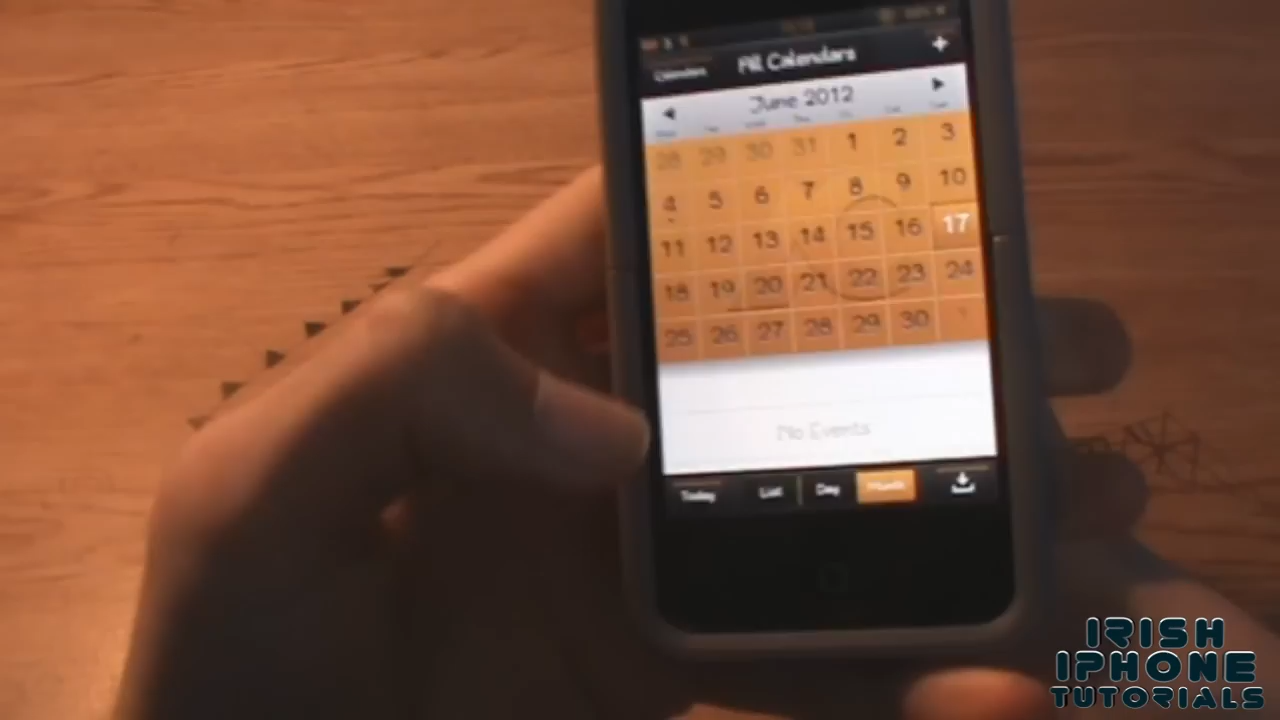 Calendars All Calendars +
June 2012
28 29 30 31 1 2 3
4 5 6 7 8 9 10
11 12 13 14 15 16 17
18 19 20 21 22 23 24
25 26 27 28 29 30 1
No Events
Today List Day Month
IRISH
IPHONE
TUTORIALS